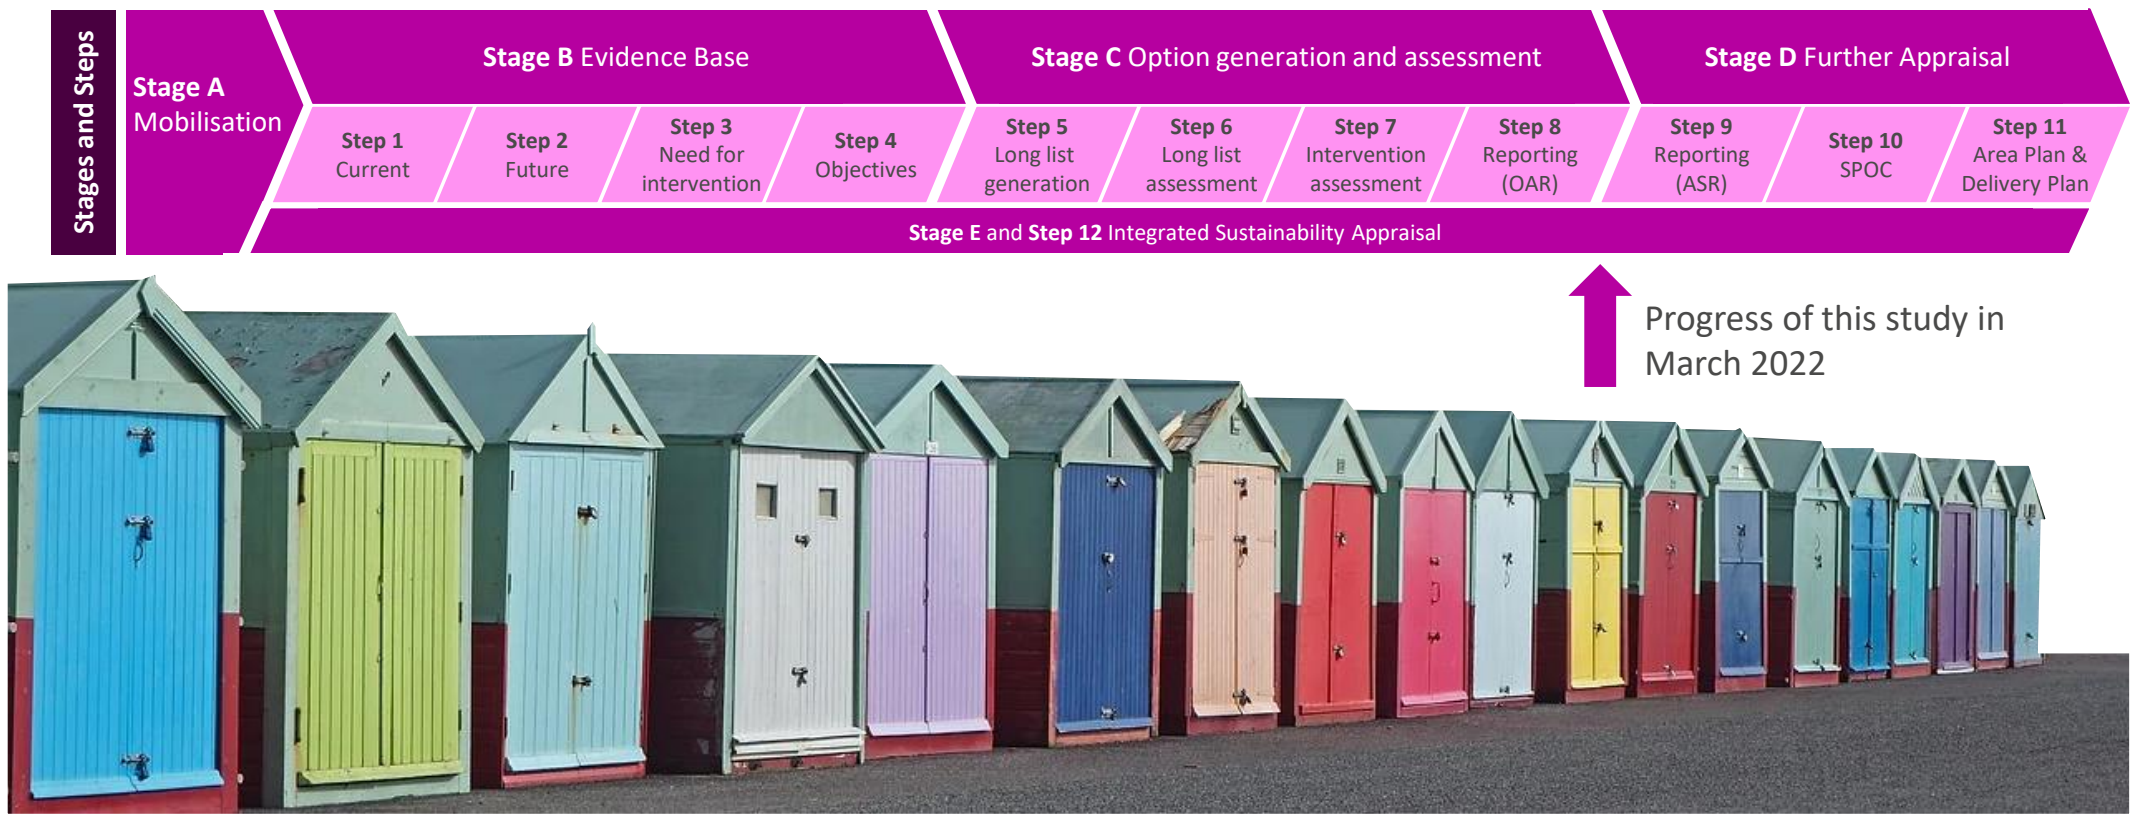 Stages and Steps
Stage A
Mobilisation
Stage B Evidence Base
Stage C Option generation and assessment
Stage D Further Appraisal
Step 1
Current
Step 2
Future
Step 3
Need for
intervention
Step 4
Objectives
Step 5
Long list
generation
Step 6
Long list
assessment
Step 7
Intervention
assessment
Step 8
Reporting
(OAR)
Step 9
Reporting
(ASR)
Step 10
SPOC
Step 11
Area Plan &
Delivery Plan
Stage E and Step 12 Integrated Sustainability Appraisal
Progress of this study in
March 2022